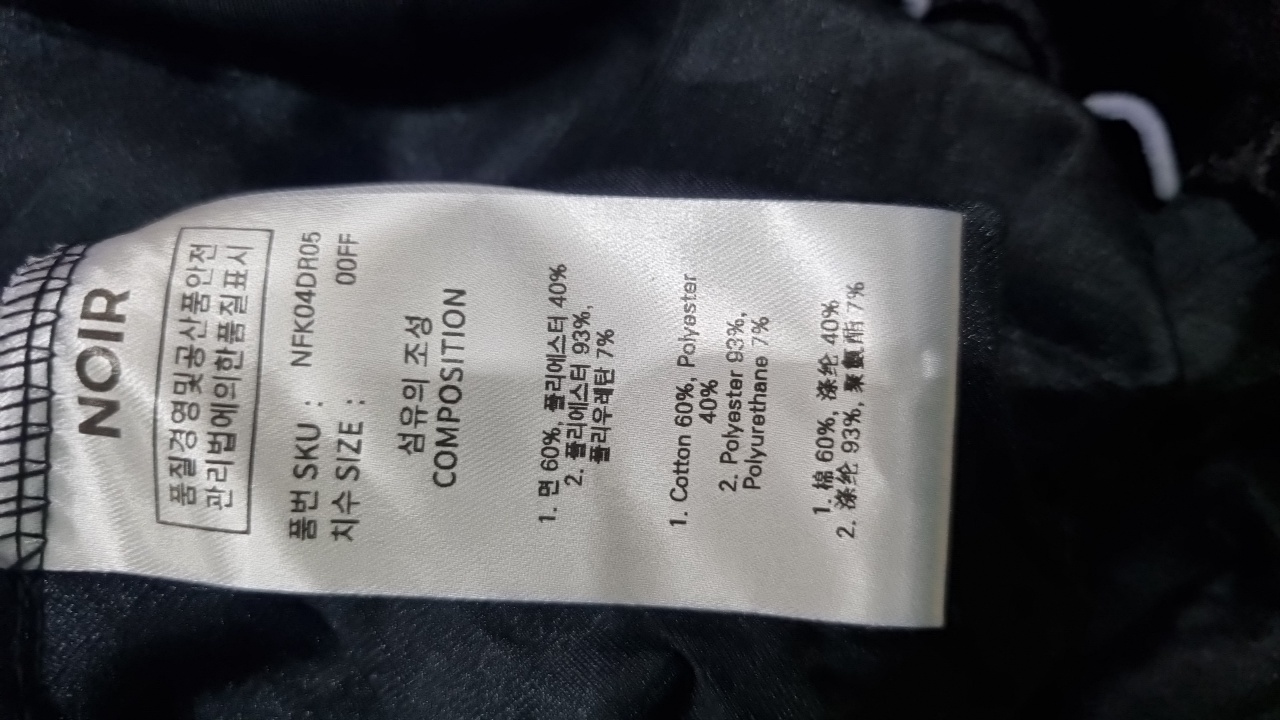 NOIR
품질경영및공산품안전
관리법에의한품질표시
품번 SKU : NFK04DR05
치수 SIZE : 00FF
섬유의 조성
COMPOSITION
1. 면 60%, 폴리에스터 40%
2. 폴리에스터 93%,
폴리우레탄 7%
1. Cotton 60%, Polyester
40%
2. Polyester 93%,
Polyurethane 7%
1. 棉 60%, 涤纶 40%
2. 涤纶 93%, 聚氨酯 7%